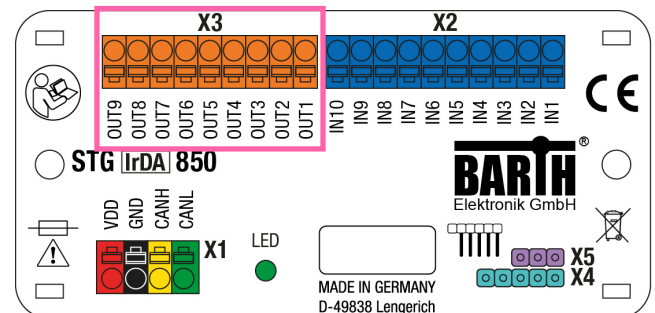 X3 X2
OUT9 OUT8 OUT7 OUT6 OUT5 OUT4 OUT3 OUT2 OUT1 IN10 IN9 IN8 IN7 IN6 IN5 IN4 IN3 IN2 IN1
CE
STG IrDA 850
BARTH®
Elektronik GmbH
VDD GND CANH CANL
X1
LED
X5
X4
MADE IN GERMANY
D-49838 Lengerich